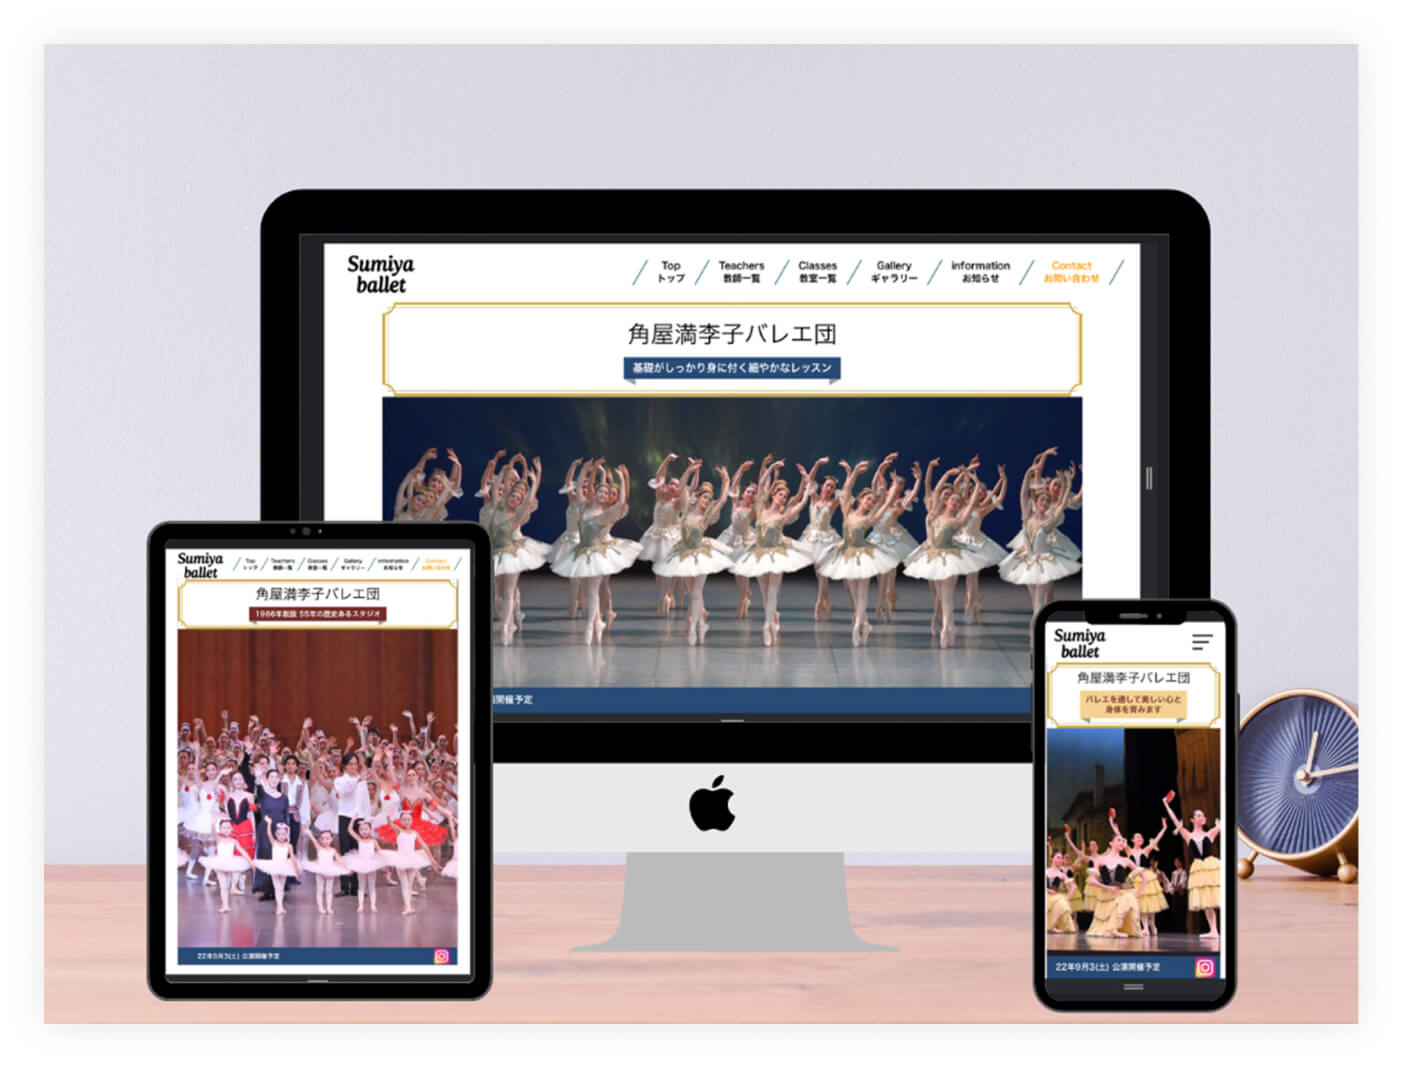 Sumiya
ballet
Top
トップ
Teachers
教師一覧
Classes
教室一覧
Gallery
ギャラリー
information
お知らせ
Contact
お問い合わせ
角屋満李子バレエ団
基礎がしっかり身に付く細やかなレッスン
開催予定
Sumiya
ballet
Top
トップ
Teachers
教師一覧
Classes
教室一覧
Gallery
ギャラリー
information
お知らせ
Contact
お問い合わせ
角屋満李子バレエ団
1966年創設 55年の歴史あるスタジオ
22年9月3(土) 公演開催予定
Sumiya
ballet
角屋満李子バレエ団
バレエを通して美しい心と
身体を育みます
22年9月3(土) 公演開催予定